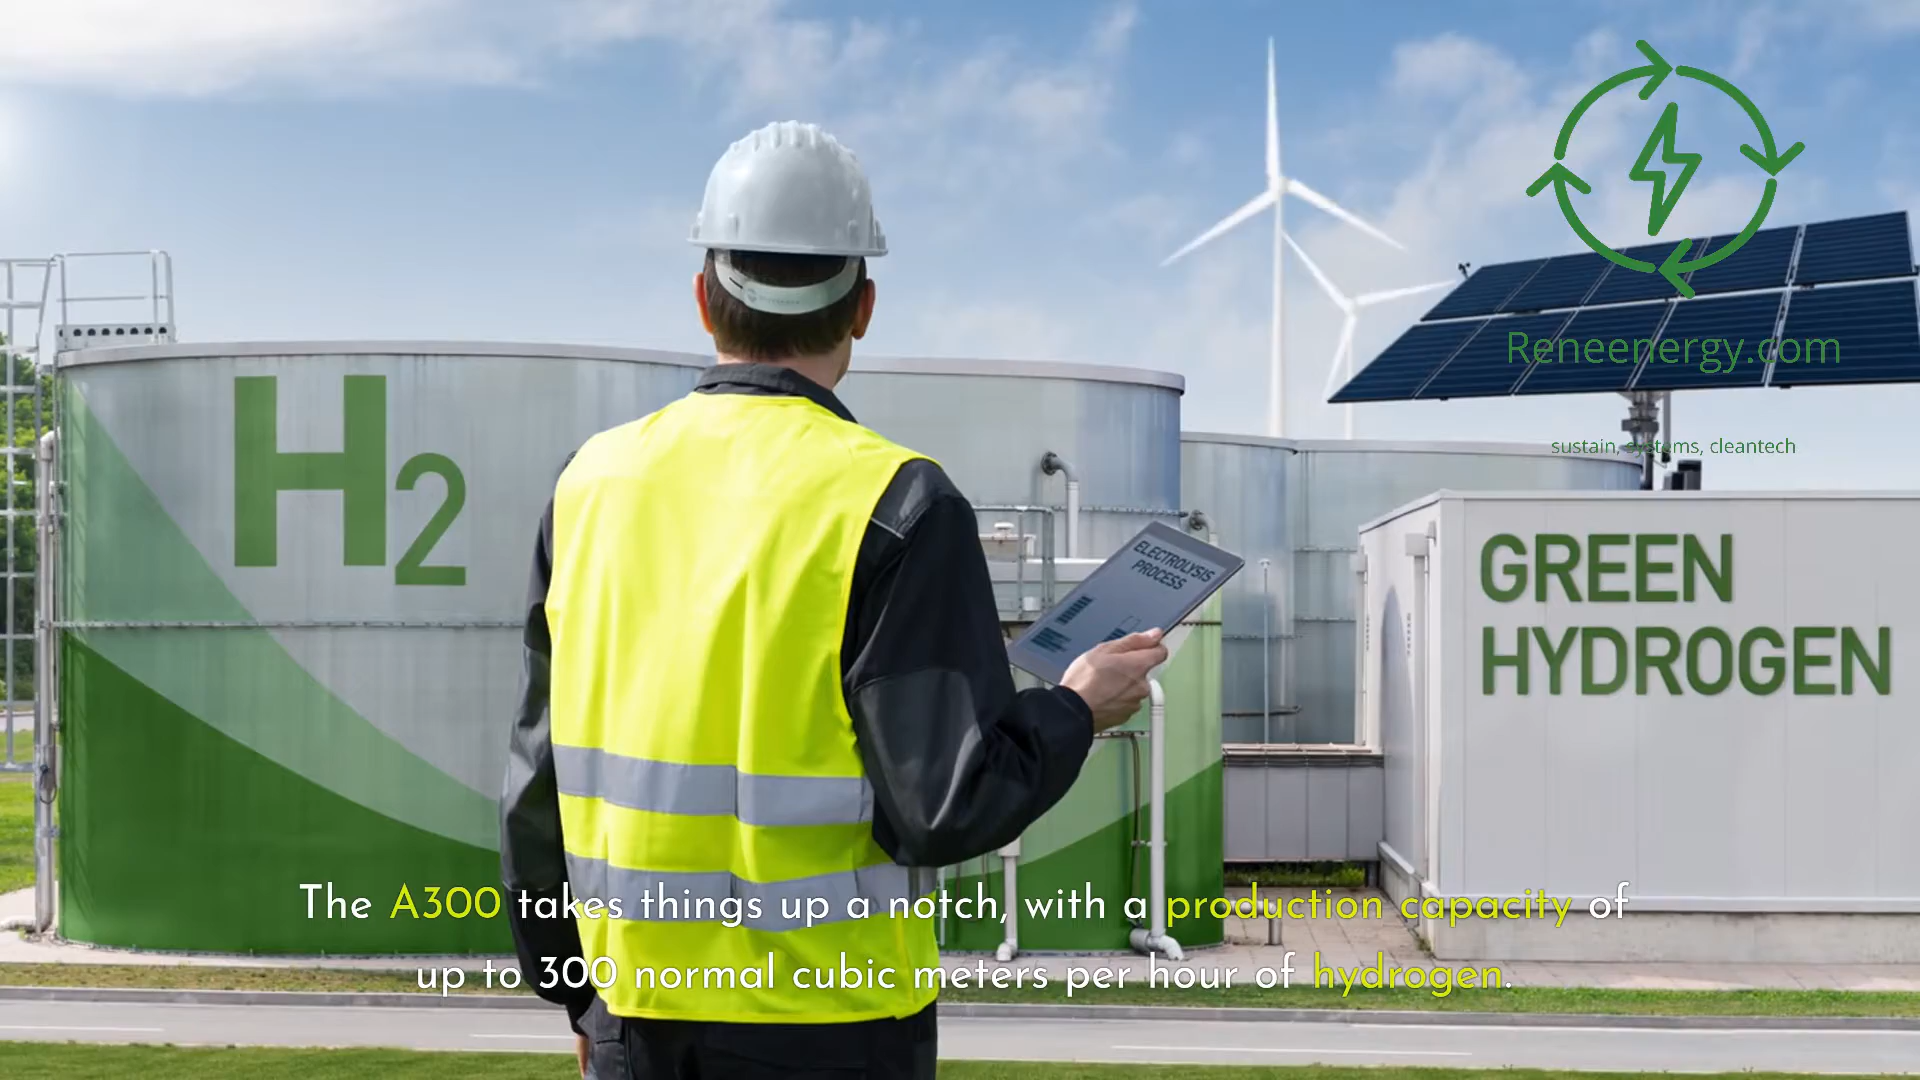 H2
ELECTROLYSIS
PROCESS
Reneenergy.com
sustain, systems, cleantech
GREEN
HYDROGEN
The A300 takes things up a notch, with a production capacity of
up to 300 normal cubic meters per hour of hydrogen.